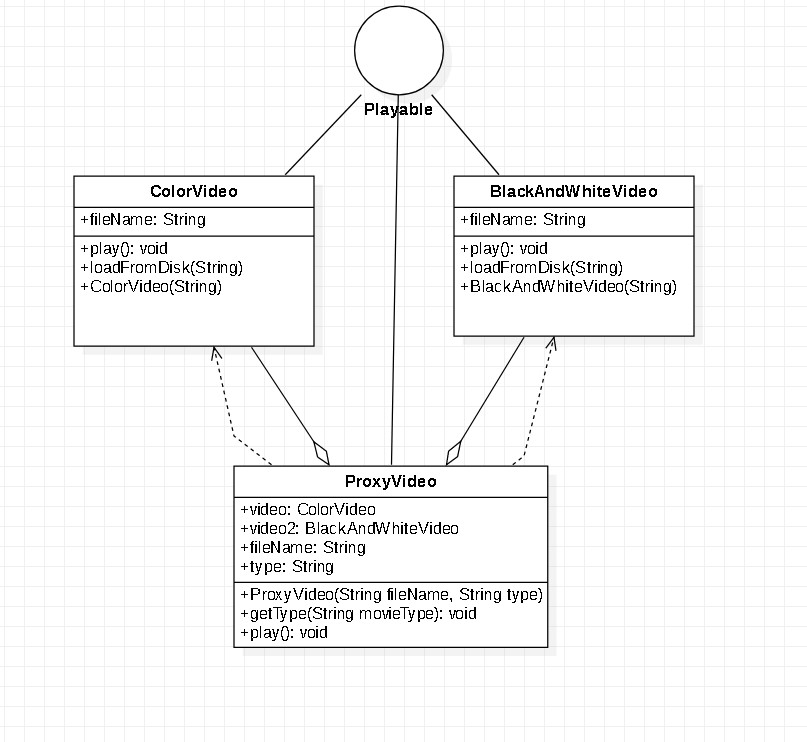 Playable
ColorVideo
+fileName: String
+play(): void
+loadFromDisk(String)
+ColorVideo(String)
BlackAndWhiteVideo
+fileName: String
+play(): void
+loadFromDisk(String)
+BlackAndWhiteVideo(String)
ProxyVideo
+video: ColorVideo
+video2: BlackAndWhiteVideo
+fileName: String
+type: String
+ProxyVideo(String fileName, String type)
+getType(String movieType): void
+play(): void